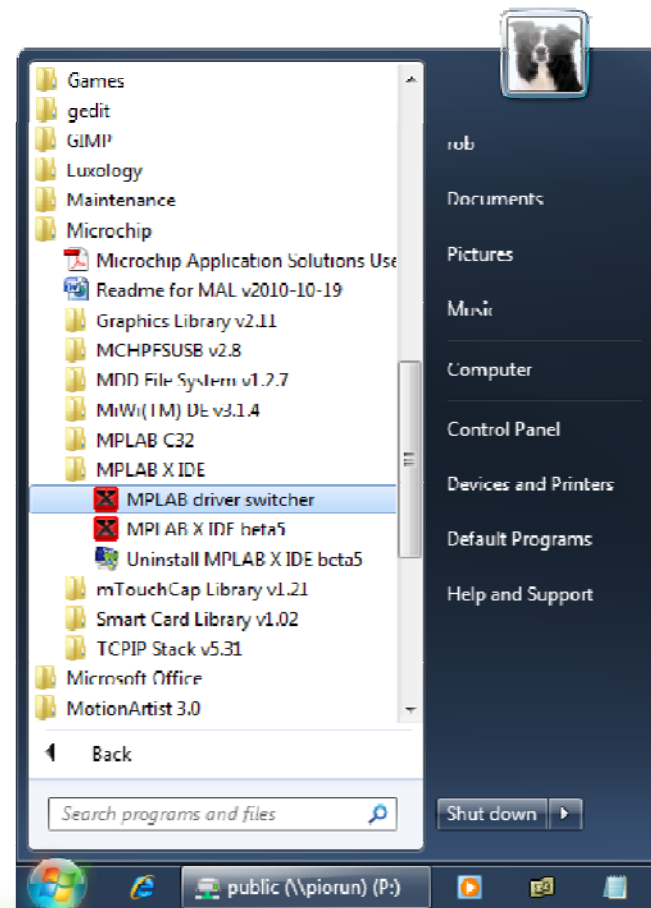 Games
gedit
GIMP
Luxology
Maintenance
Microchip
Microchip Application Solutions Use
Readme for MAL v2010-10-19
Graphics Library v2.11
MCHPFSUSB v2.8
MDD File System v1.2.7
MiWi(TM) DE v3.1.4
MPLAB C32
MPLAB X IDE
MPLAB driver switcher
MPLAB X IDE beta5
Uninstall MPLAB X IDE beta5
mTouchCap Library v1.21
Smart Card Library v1.02
TCPIP Stack v5.31
Microsoft Office
MotionArtist 3.0
Back
Search programs and files
rob
Documents
Pictures
Music
Computer
Control Panel
Devices and Printers
Default Programs
Help and Support
Shut down
public (\\piorun) (P:)